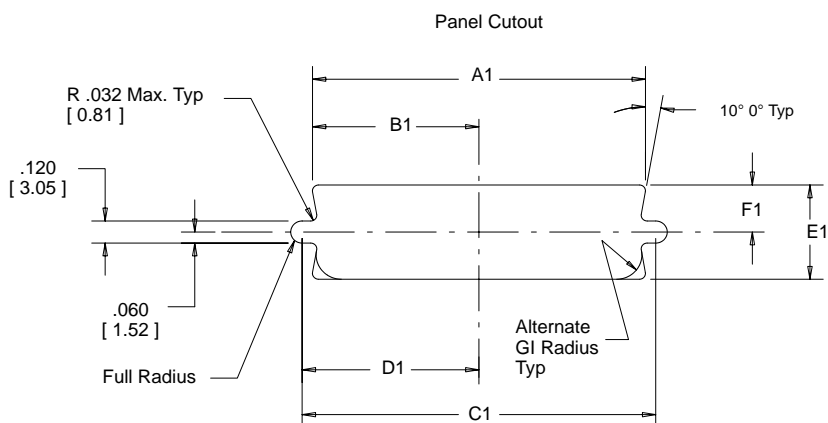 Panel Cutout
A1
R .032 Max. Typ
[ 0.81 ]
10° 0° Typ
B1
.120
[ 3.05 ]
F1
E1
.060
[ 1.52 ]
Alternate
GI Radius
Typ
Full Radius
D1
C1